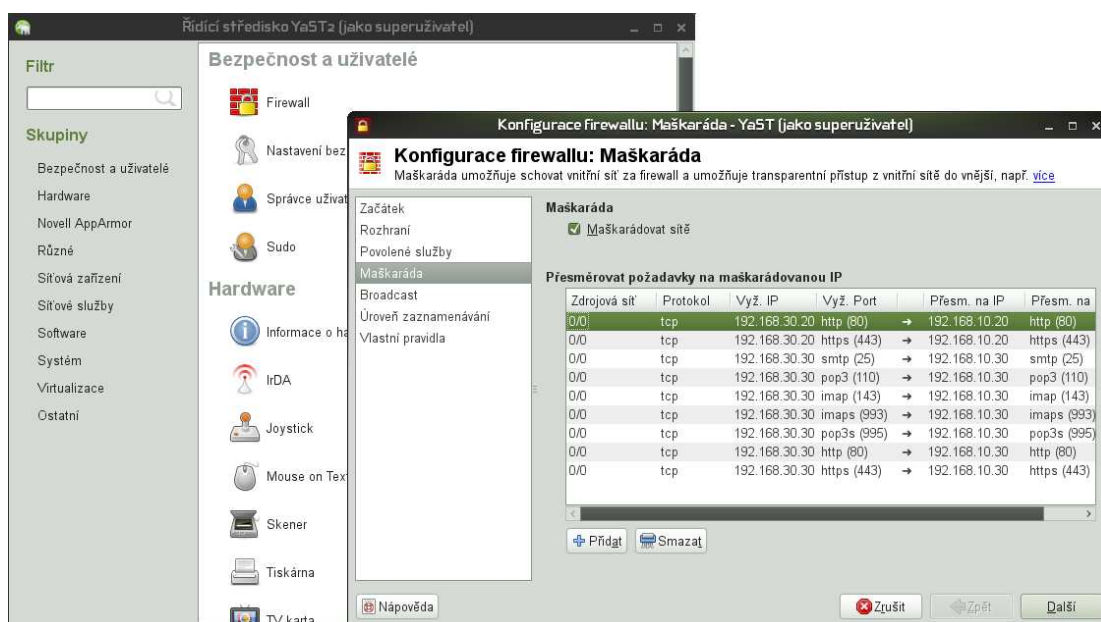 Řídící středisko YaST2 (jako superuživatel)
Filtr
Skupiny
Bezpečnost a uživatelé
Hardware
Novell AppArmor
Různé
Síťová zařízení
Síťové služby
Software
Systém
Virtualizace
Ostatní
Bezpečnost a uživatelé
Firewall
Nastavení bez
Správce uživat
Sudo
Hardware
Informace o ha
IrDA
Joystick
Mouse on Tex
Skener
Tiskárna
TV karta
Konfigurace firewallu: Maškaráda - YaST (jako superuživatel)
Konfigurace firewallu: Maškaráda
Maškaráda umožňuje schovat vnitřní síť za firewall a umožňuje transparentní přístup z vnitřní sítě do vnější, např. více
Začátek
Rozhraní
Povolené služby
Maškaráda
Broadcast
Úroveň zaznamenávání
Vlastní pravidla
Maškaráda
Maškarádovat sítě
Přesměrovat požadavky na maškarádovanou IP
Zdrojová síť Protokol Vyž. IP Vyž. Port Přesm. na IP Přesm. na
0/0 tcp 192.168.30.20 http (80) → 192.168.10.20 http (80)
0/0 tcp 192.168.30.20 https (443) → 192.168.10.20 https (443)
0/0 tcp 192.168.30.30 smtp (25) → 192.168.10.30 smtp (25)
0/0 tcp 192.168.30.30 pop3 (110) → 192.168.10.30 pop3 (110)
0/0 tcp 192.168.30.30 imap (143) → 192.168.10.30 imap (143)
0/0 tcp 192.168.30.30 imaps (993) → 192.168.10.30 imaps (993)
0/0 tcp 192.168.30.30 pop3s (995) → 192.168.10.30 pop3s (995)
0/0 tcp 192.168.30.30 http (80) → 192.168.10.30 http (80)
0/0 tcp 192.168.30.30 https (443) → 192.168.10.30 https (443)
Přidat Smazat
Nápověda Zrušit Zpět Další